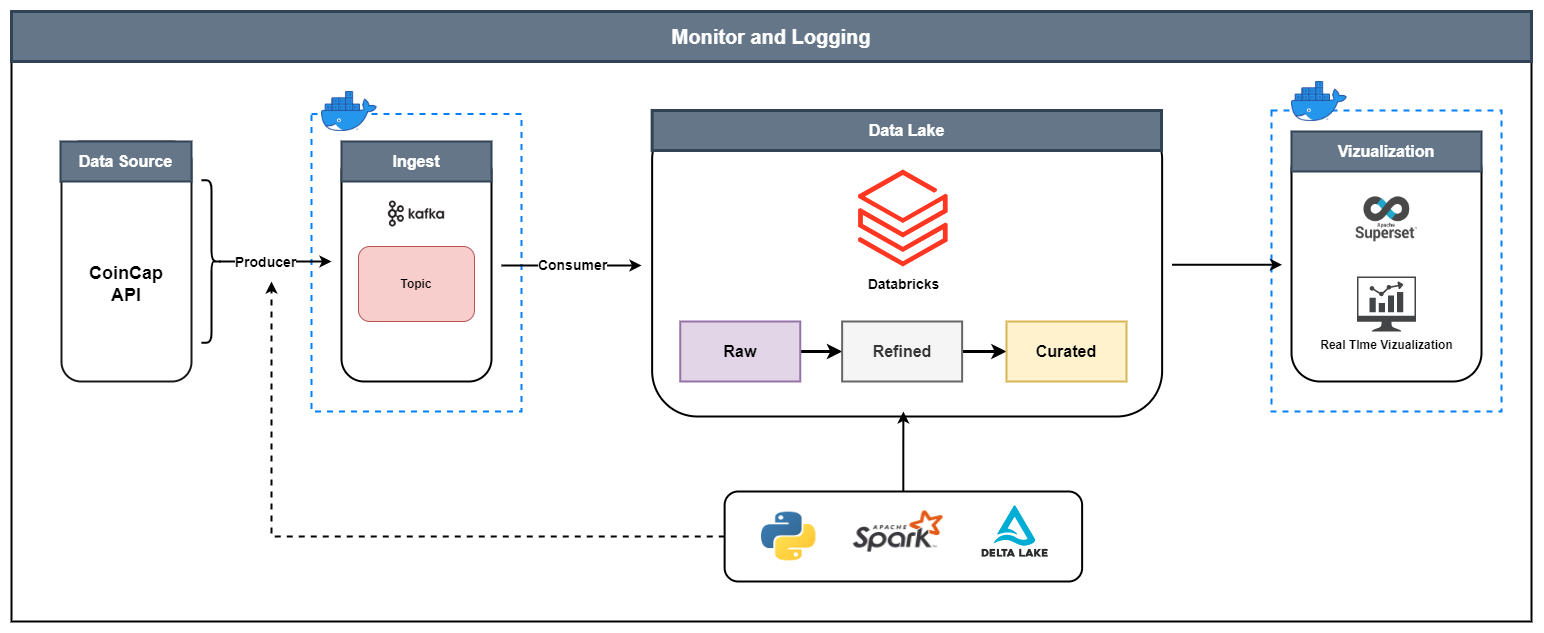 Monitor and Logging
Data Source
CoinCap
API
Producer
Ingest
kafka
Topic
Consumer
Data Lake
Databricks
Raw
Refined
Curated
Vizualization
Apache
Superset
Real TIme Vizualization
APACHE
Spark
DELTA LAKE